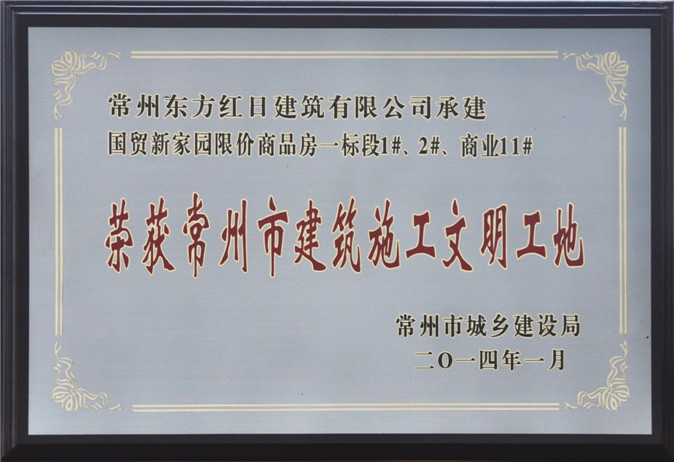 常州东方红日建筑有限公司承建
国贸新家园限价商品房一标段1#、2#、商业11#
荣获常州市建筑施工文明工地
常州市城乡建设局
二〇一四年一月